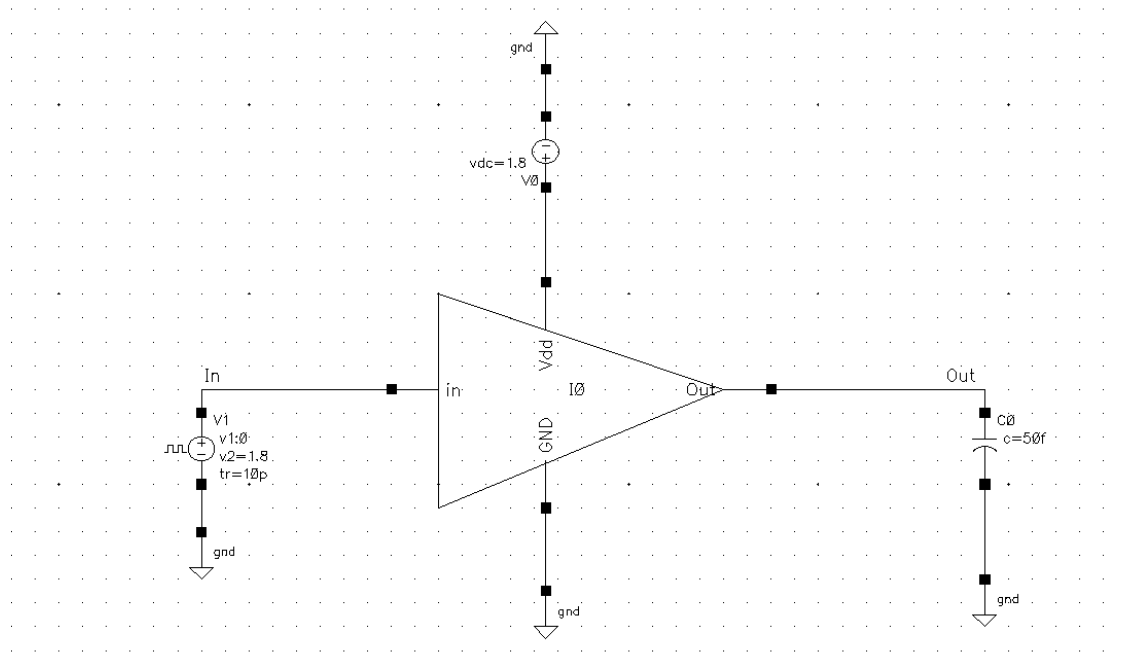 gnd
vdc=1.8
V0
Vdd
In
in
I0
Out
Out
GND
V1
v1:0
v2=1.8
tr=10p
gnd
C0
c=50f
gnd
gnd